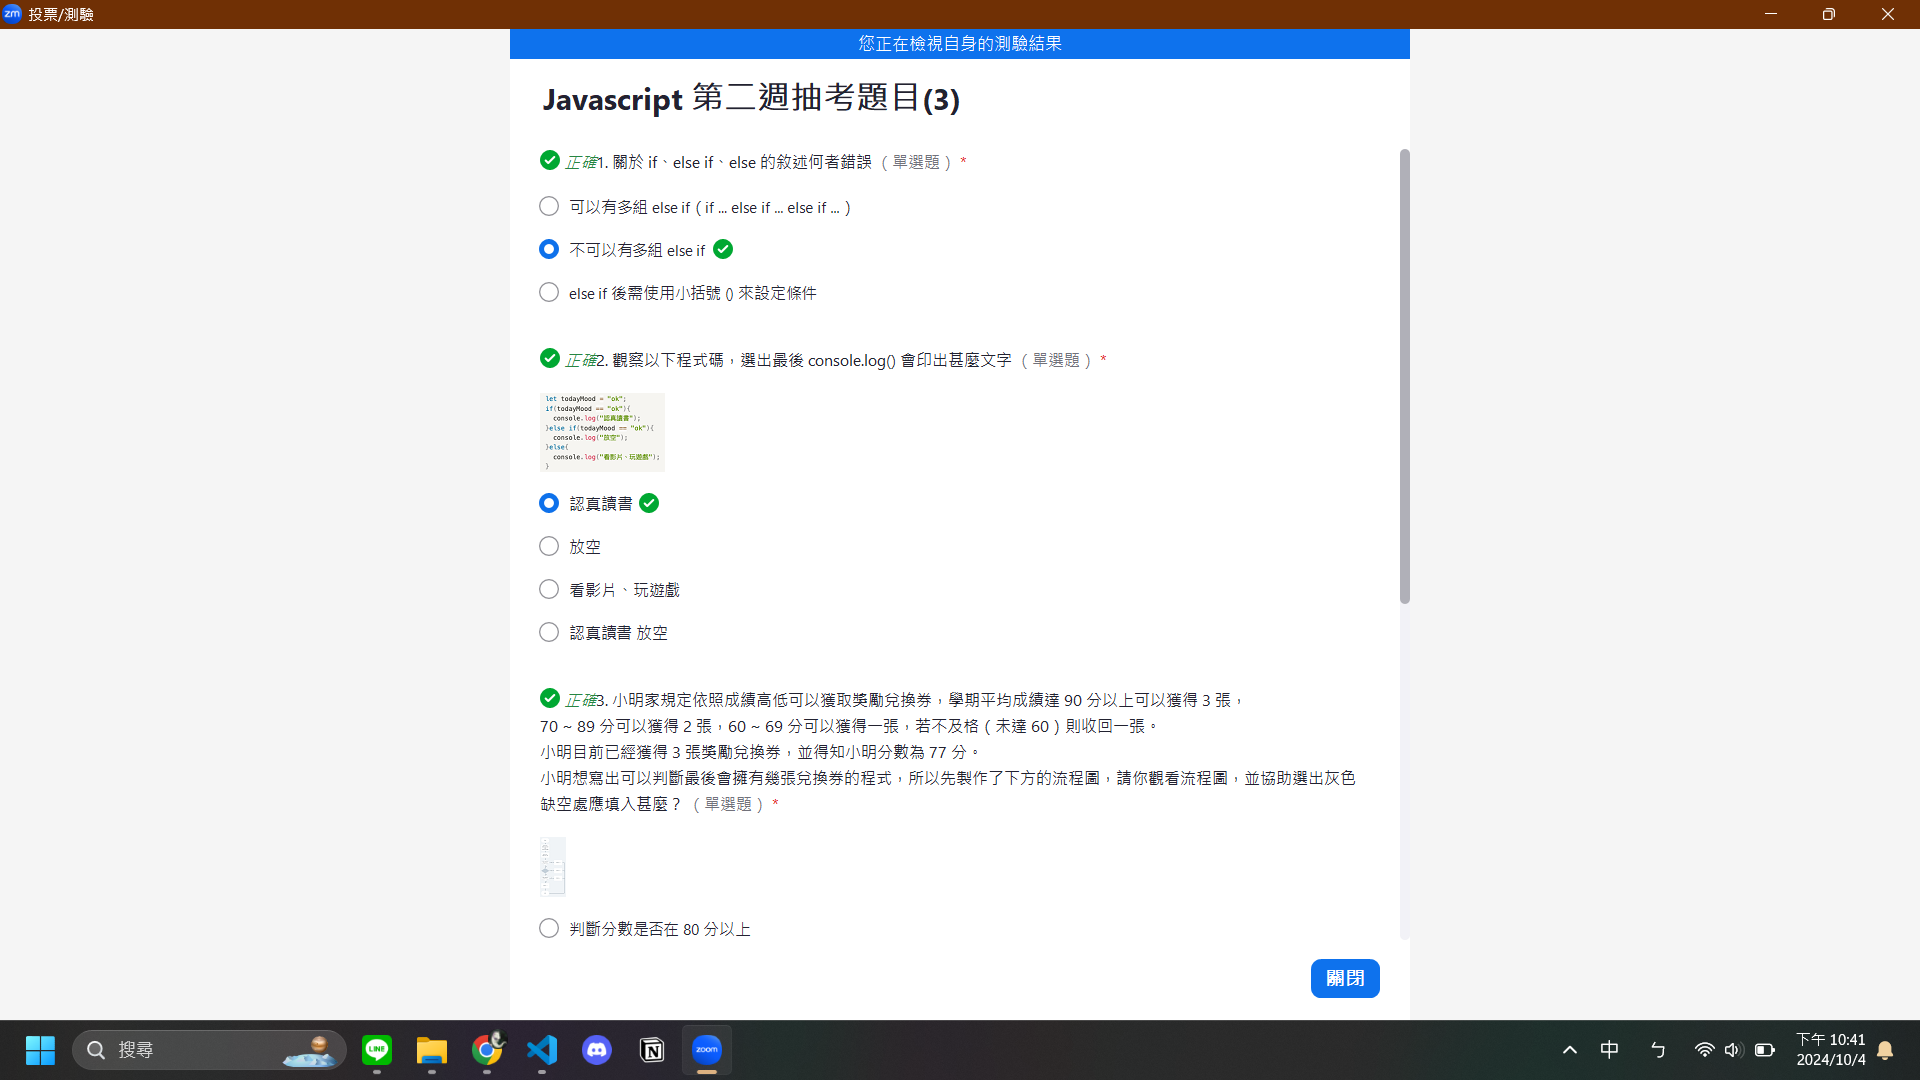 zm 投票/測驗
您正在檢視自身的測驗結果
Javascript 第二週抽考題目(3)
正確1. 關於 if、else if、else 的敘述何者錯誤 (單選題) *
可以有多組 else if ( if ... else if ... else if ... )
不可以有多組 else if
else if 後需使用小括號 () 來設定條件
正確2. 觀察以下程式碼，選出最後 console.log() 會印出甚麼文字 (單選題) *
let todayMood = "ok";
if(todayMood == "ok"){
console.log("認真讀書");
}else if(todayMood == "ok"){
console.log("放空");
}else{
console.log("看影片、玩遊戲");
}
認真讀書
放空
看影片、玩遊戲
認真讀書 放空
正確3. 小明家規定依照成績高低可以獲取獎勵兌換券，學期平均成績達 90 分以上可以獲得 3 張，
70 ~ 89 分可以獲得 2 張，60 ~ 69 分可以獲得一張，若不及格 ( 未達 60 ) 則收回一張。
小明目前已經獲得 3 張獎勵兌換券，並得知小明分數為 77 分。
小明想寫出可以判斷最後會擁有幾張兌換券的程式，所以先製作了下方的流程圖，請你觀看流程圖，並協助選出灰色
缺空處應填入甚麼？ (單選題) *
判斷分數是否在 80 分以上
關閉
搜尋
LINE
zoom
中
ㄅ
下午 10:41
2024/10/4